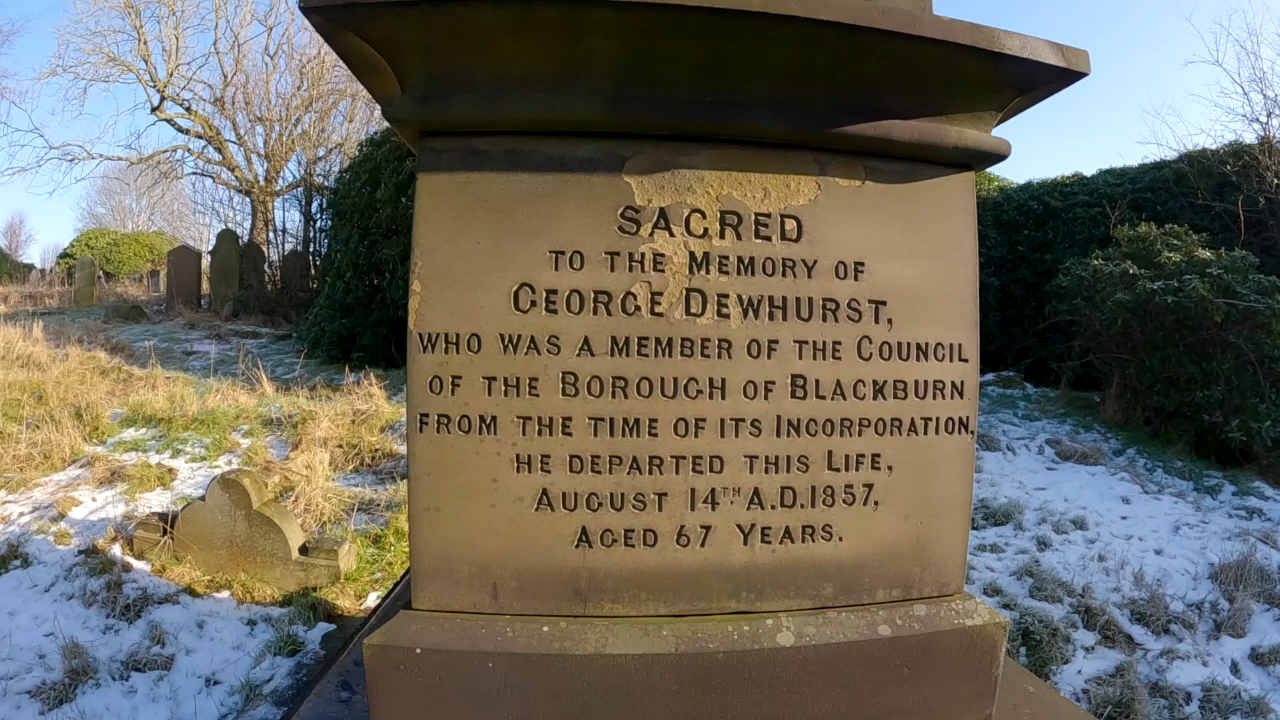 SACRED
TO THE MEMORY OF
GEORGE DEWHURST,
WHO WAS A MEMBER OF THE COUNCIL
OF THE BOROUGH OF BLACKBURN
FROM THE TIME OF ITS INCORPORATION,
HE DEPARTED THIS LIFE,
AUGUST 14TH A.D.1857,
AGED 67 YEARS.